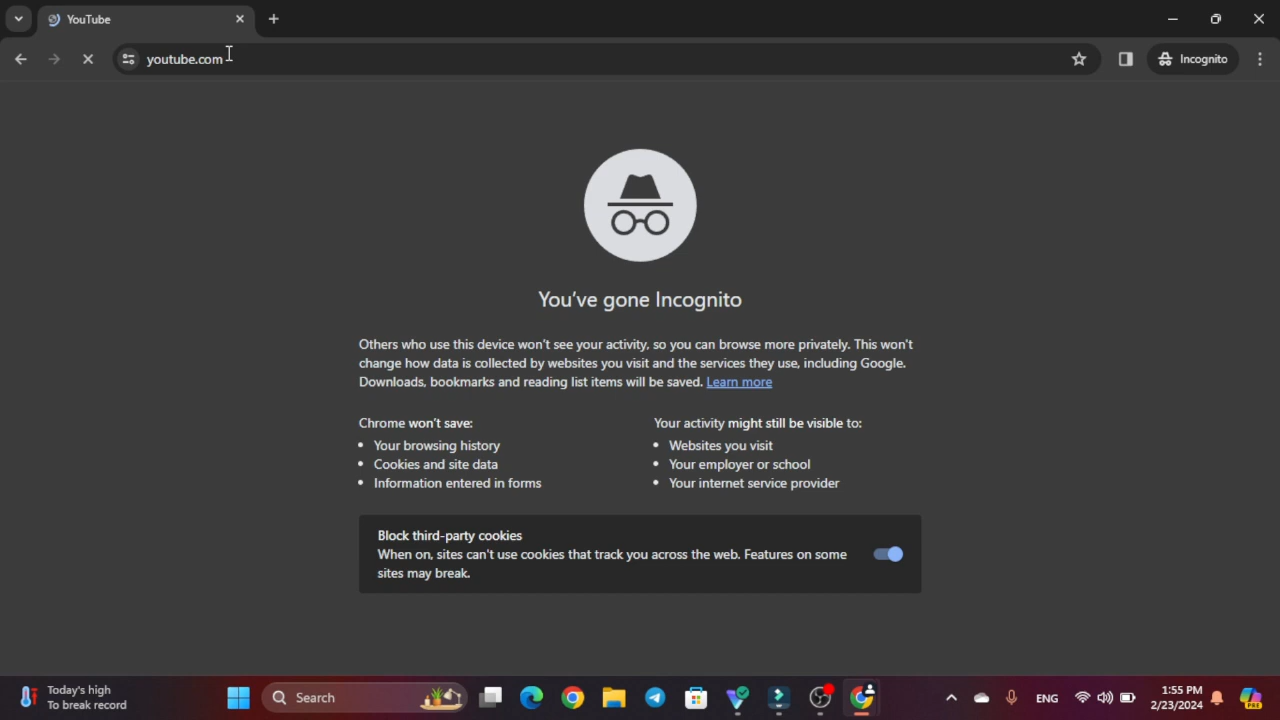 YouTube
youtube.com
Incognito
You've gone Incognito
Others who use this device won't see your activity, so you can browse more privately. This won't
change how data is collected by websites you visit and the services they use, including Google.
Downloads, bookmarks and reading list items will be saved. Learn more
Chrome won't save:
• Your browsing history
• Cookies and site data
• Information entered in forms
Your activity might still be visible to:
• Websites you visit
• Your employer or school
• Your internet service provider
Block third-party cookies
When on, sites can't use cookies that track you across the web. Features on some
sites may break.
Today's high
To break record
Search
ENG
1:55 PM
2/23/2024
PRE